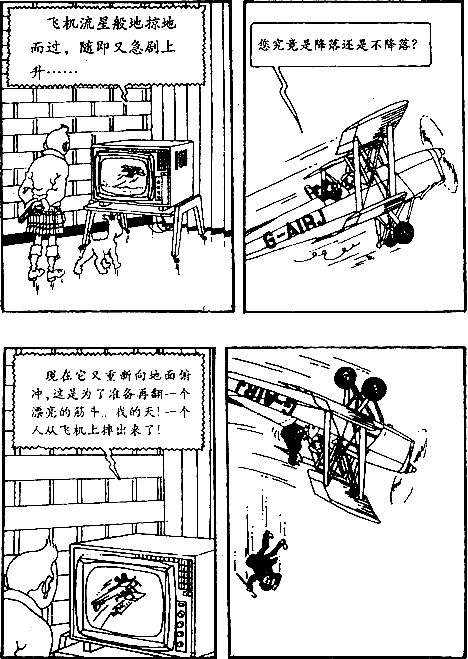 飞机流星般地掠地
而过，随即又急剧上
升……
您究竟是降落还是不降落？
G-AIRJ
现在它又重新向地面俯
冲，这是为了准备再翻一个
漂亮的筋斗..我的天！一个
人从飞机上摔出来了！
G-AIRJ